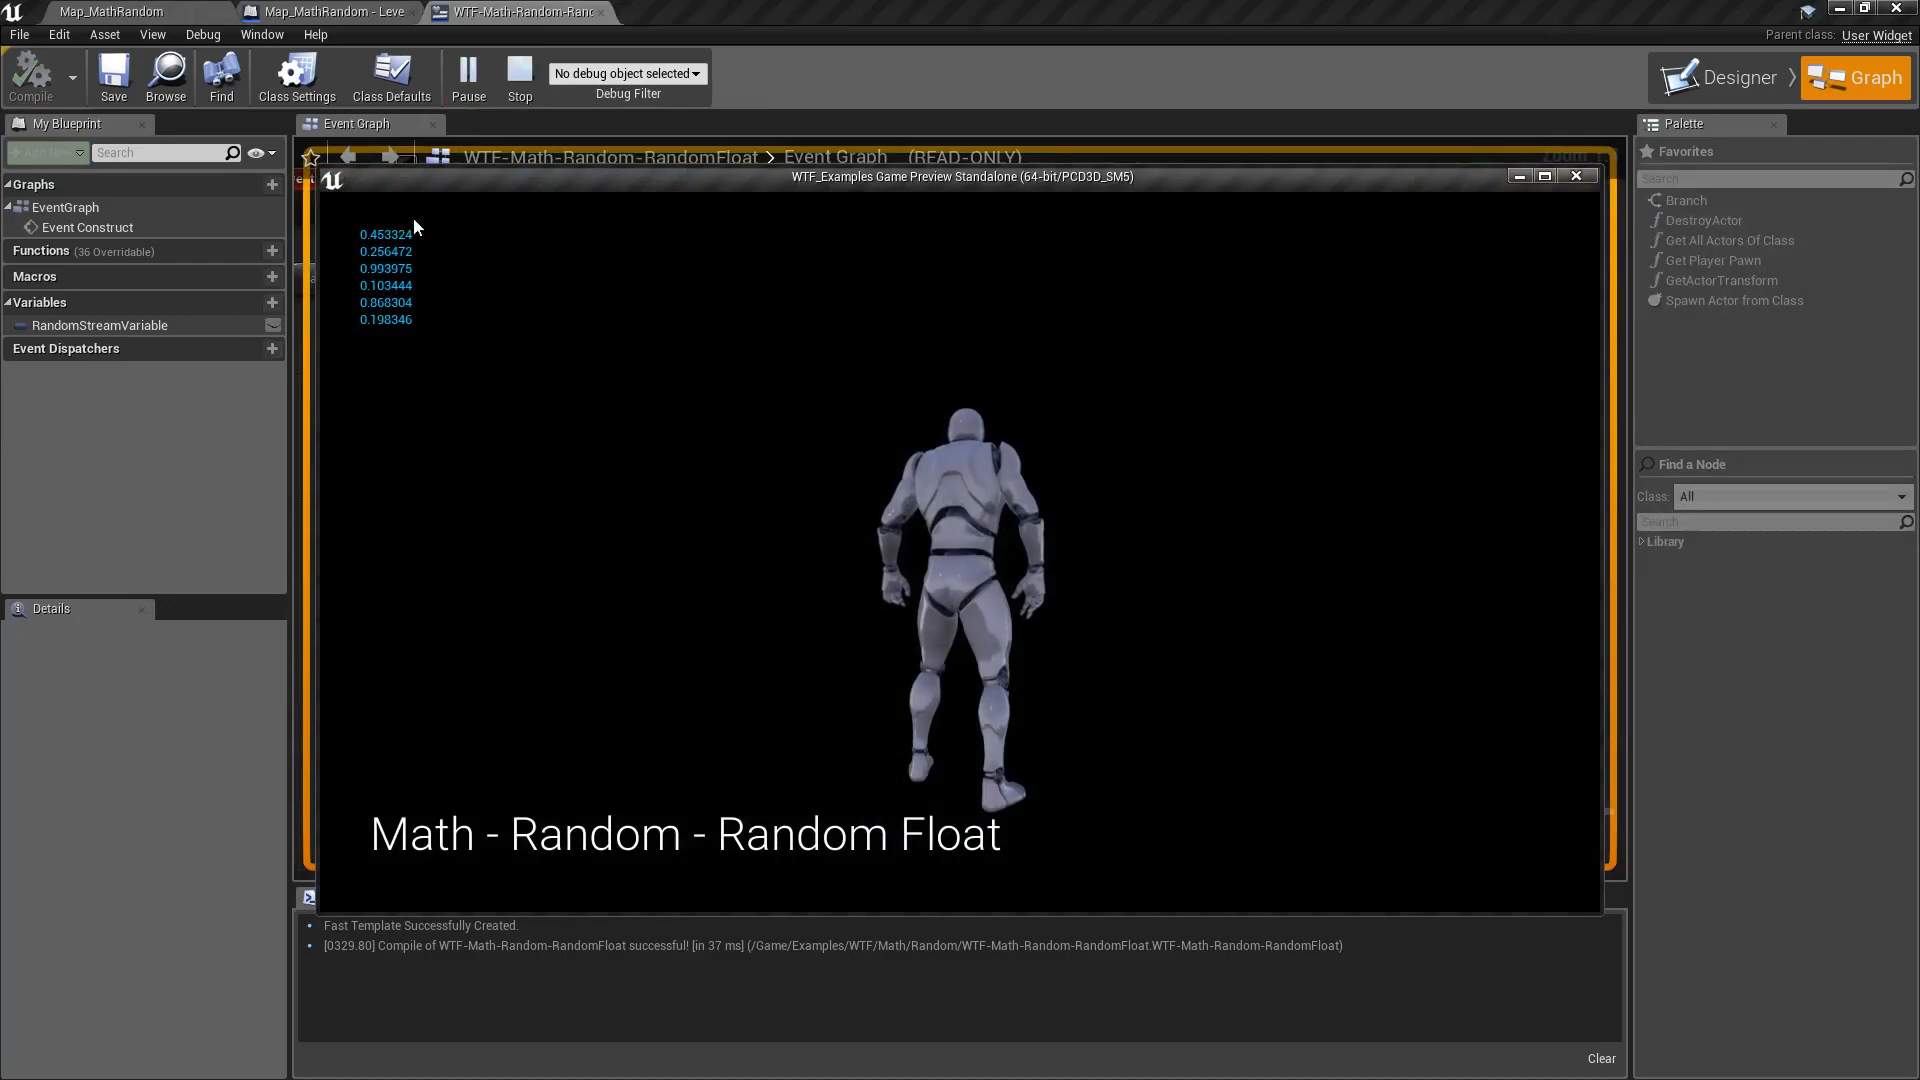 Map_MathRandom
Map_MathRandom - Leve
WTF-Math-Random-Ran
File Edit Asset View Debug Window Help
Parent class: User Widget
Compile
Save
Browse
Find
Class Settings
Class Defaults
Pause
Stop
No debug object selected
Debug Filter
Designer
Graph
My Blueprint
Event Graph
Palette
+ Add New
Search
WTF-Math-Random-RandomFloat > Event Graph (READ-ONLY)
Favorites
Search
Graphs
EventGraph
Event Construct
Functions (36 Overridable)
Macros
Variables
RandomStreamVariable
Event Dispatchers
Details
WTF_Examples Game Preview Standalone (64-bit/PCD3D_SM5)
0.453324
0.256472
0.993975
0.103444
0.868304
0.198346
Math - Random - Random Float
Branch
DestroyActor
Get All Actors Of Class
Get Player Pawn
GetActorTransform
Spawn Actor from Class
Find a Node
Class: All
Search
Library
Fast Template Successfully Created.
[0329.80] Compile of WTF-Math-Random-RandomFloat successful! [in 37 ms] (/Game/Examples/WTF/Math/Random/WTF-Math-Random-RandomFloat.WTF-Math-Random-RandomFloat)
Clear